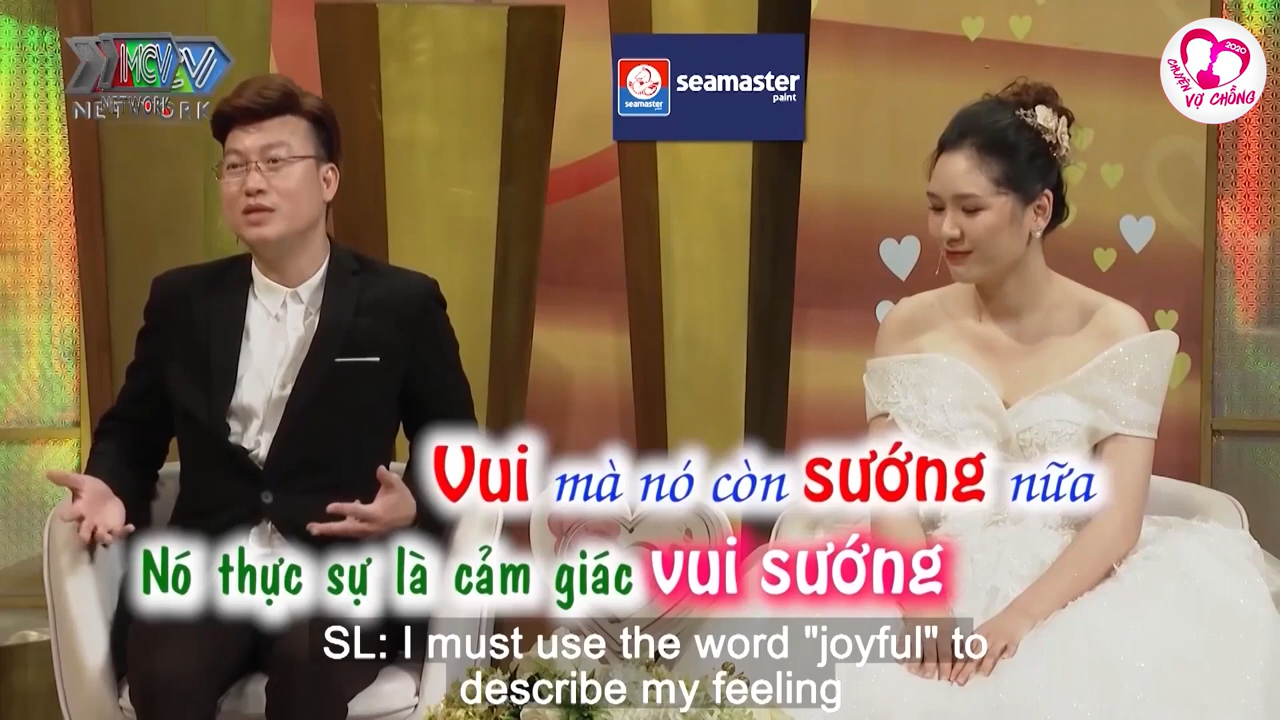 MCV
NETWORK
seamaster
seamaster
paint
2020
CHUYỆN
VỢ CHỒNG
Vui mà nó còn sướng nữa
Nó thực sự là cảm giác vui sướng
SL: I must use the word "joyful" to
describe my feeling